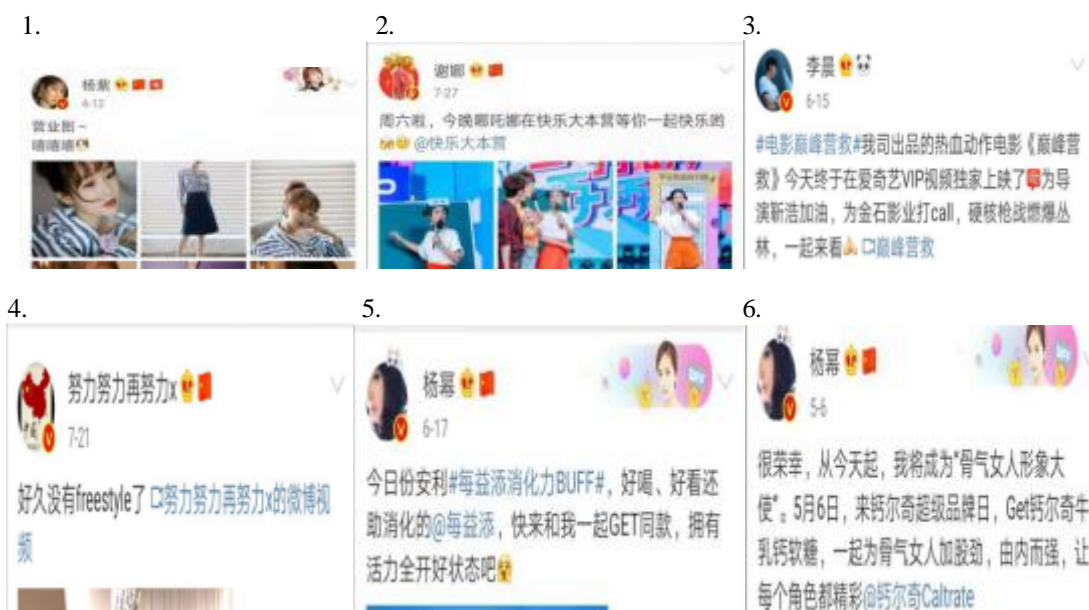 1.
2.
3.
杨紫
6-13
营业图~
嘻嘻嘻
谢娜
7-27
周六啦，今晚哪吒娜在快乐大本营等你一起快乐哟
@快乐大本营
李晨
6-15
#电影巅峰营救#我司出品的热血动作电影《巅峰营
救》今天终于在爱奇艺VIP视频独家上映了为导
演靳浩加油，为金石影业打call，硬核枪战燃爆丛
林，一起来看 巅峰营救
4.
5.
6.
努力努力再努力x
7-21
好久没有freestyle了 努力努力再努力x的微博视
频
杨幂
6-17
今日份安利#每益添消化力BUFF#，好喝、好看还
助消化的@每益添，快来和我一起GET同款，拥有
活力全开好状态吧
杨幂
5-6
很荣幸，从今天起，我将成为“骨气女人形象大
使”。5月6日，来钙尔奇超级品牌日，Get钙尔奇牛
乳钙软糖，一起为骨气女人加股劲，由内而强，让
每个角色都精彩@钙尔奇Caltrate